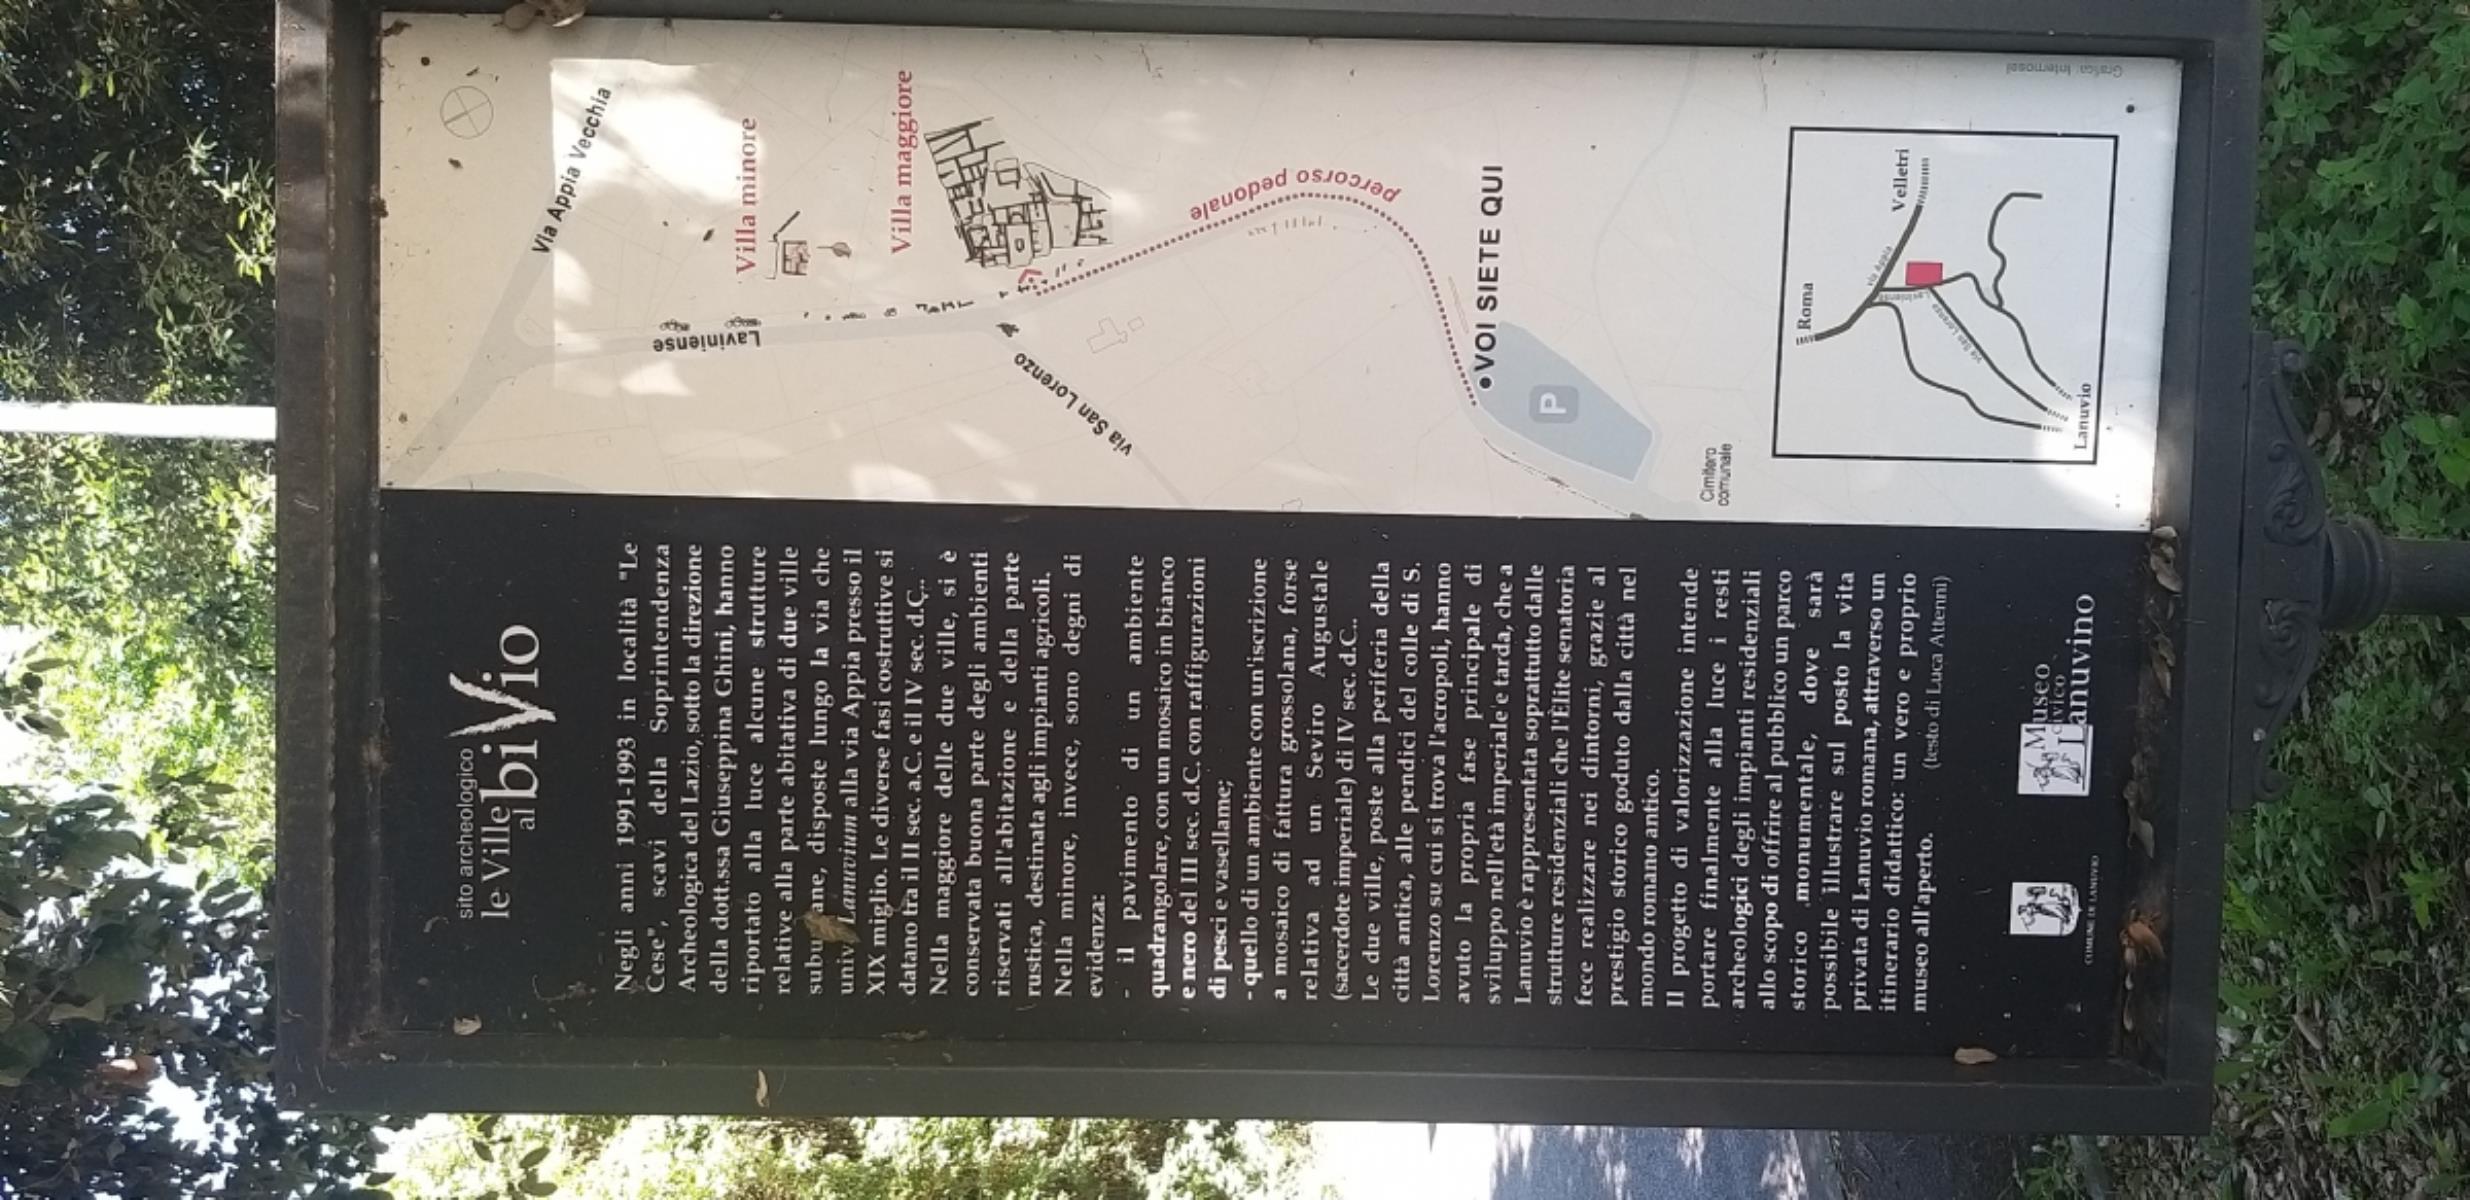 sito archeologico
le Ville
al biVio
Negli anni 1991-1993 in località "Le
Cese", scavi della Soprintendenza
Archeologica del Lazio, sotto la direzione
della dott.ssa Giuseppina Ghini, hanno
riportato alla luce alcune strutture
relative alla parte abitativa di due ville
disposte lungo la via che
Lanuvium alla via Appia presso il
XIX miglio. Le diverse fasi costruttive si
datano tra il II sec. a.C. e il IV sec. d.C..
Nella maggiore delle due ville, si è
conservata buona parte degli ambienti
riservati all'abitazione e della parte
rustica, destinata agli impianti agricoli.
Nella minore, invece, sono degni di
evidenza:
- il pavimento di un ambiente
quadrangolare, con un mosaico in bianco
e nero del III sec. d.C. con raffigurazioni
di pesci e vasellame;
- quello di un ambiente con un'iscrizione
a mosaico di fattura grossolana, forse
relativa ad un Seviro Augustale
(sacerdote imperiale) di IV sec. d.C..
Le due ville, poste alla periferia della
città antica, alle pendici del colle di S.
Lorenzo su cui si trova l'acropoli, hanno
avuto la propria fase principale di
sviluppo nell'età imperiale e tarda, che a
Lanuvio è rappresentata soprattutto dalle
strutture residenziali che l'Èlite senatoria
fece realizzare nei dintorni, grazie al
prestigio storico goduto dalla città nel
mondo romano antico.
Il progetto di valorizzazione intende
portare finalmente alla luce i resti
archeologici degli impianti residenziali
allo scopo di offrire al pubblico un parco
storico monumentale, dove sarà
possibile illustrare sul posto la vita
privata di Lanuvio romana, attraverso un
itinerario didattico: un vero e proprio
museo all'aperto.
(testo di Luca Attenni)
COMUNE DI LANUVIO
Museo
Civico
Lanuvino
Via Appia Vecchia
Villa minore
Laviniense
Villa maggiore
via San Lorenzo
percorso pedonale
VOI SIETE QUI
P
Cimitero
comunale
Roma
Velletri
via Appia
Laviniense
via San Lorenzo
Lanuvio
Grafica: Internosei